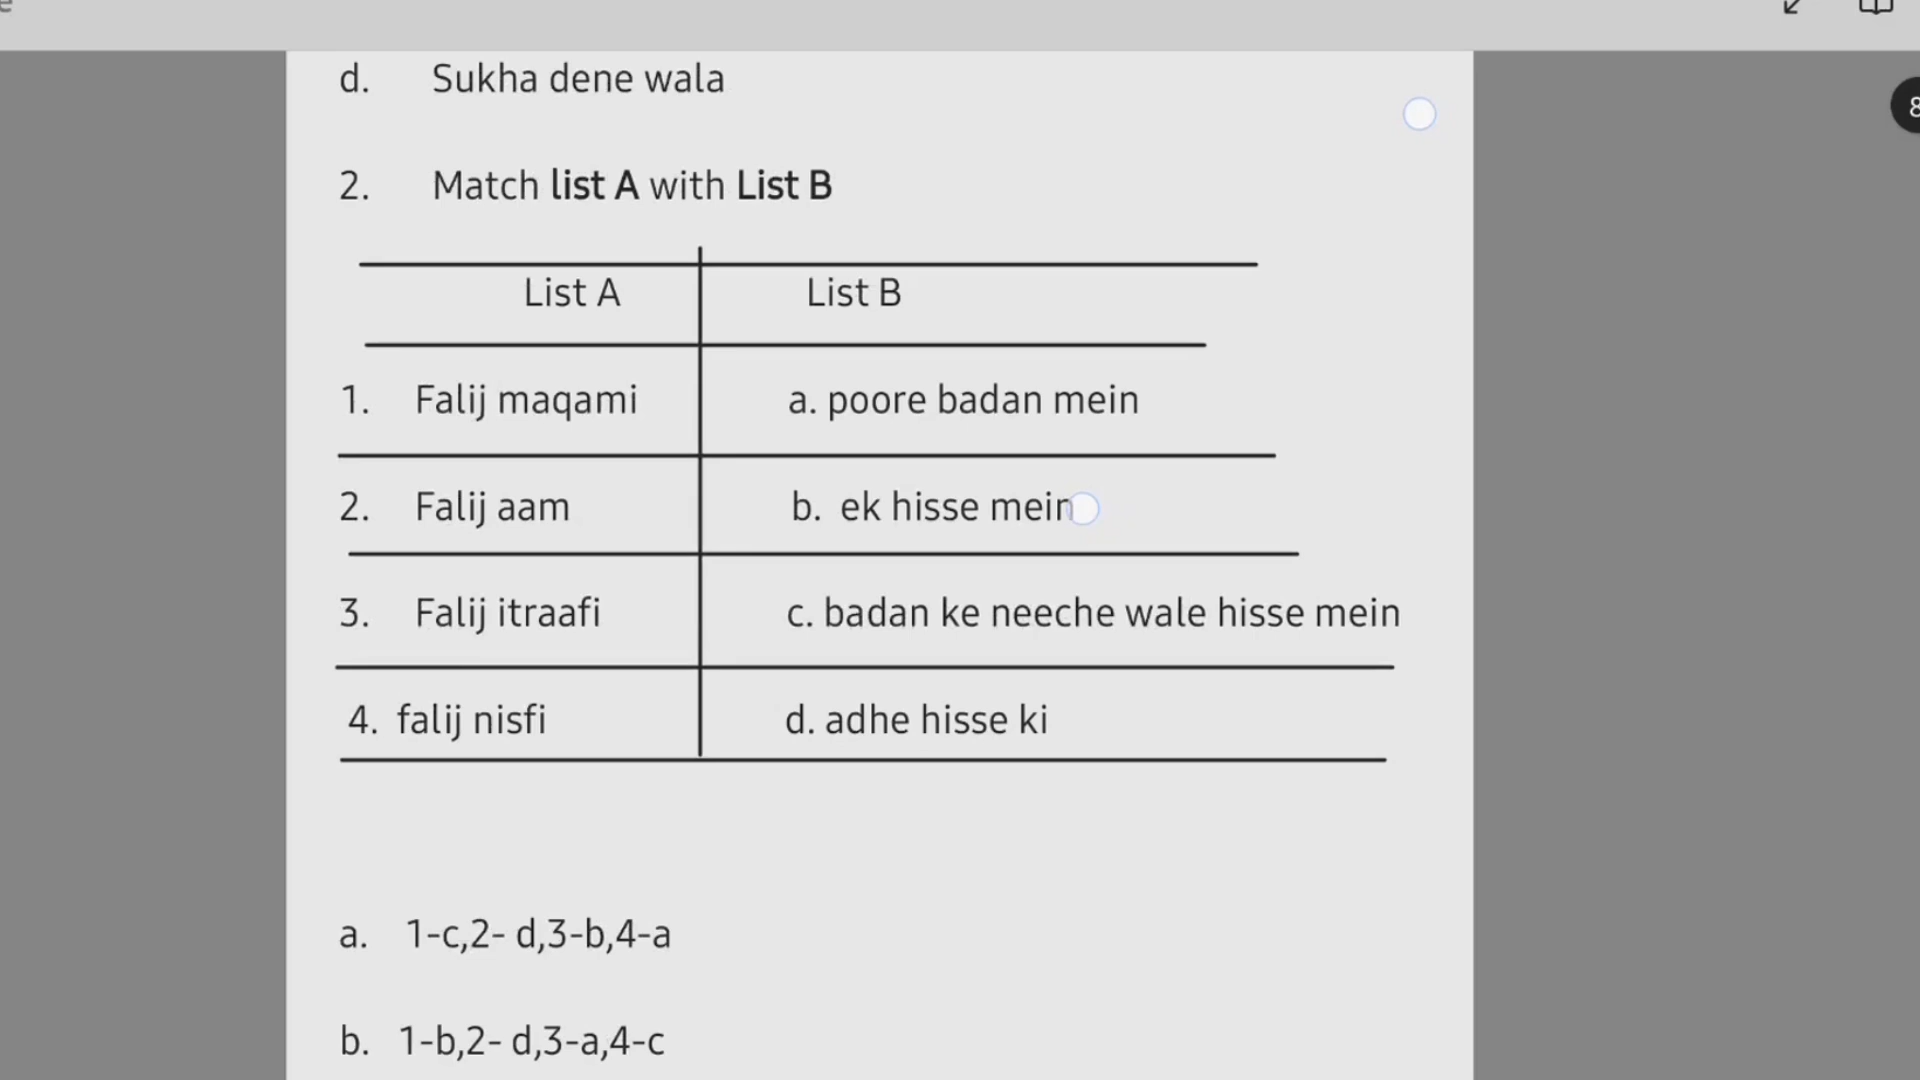 d. Sukha dene wala
8
2. Match list A with List B
List A List B
1. Falij maqami a. poore badan mein
2. Falij aam b. ek hisse mein
3. Falij itraafi c. badan ke neeche wale hisse mein
4. falij nisfi d. adhe hisse ki
a. 1-c,2- d,3-b,4-a
b. 1-b,2- d,3-a,4-c